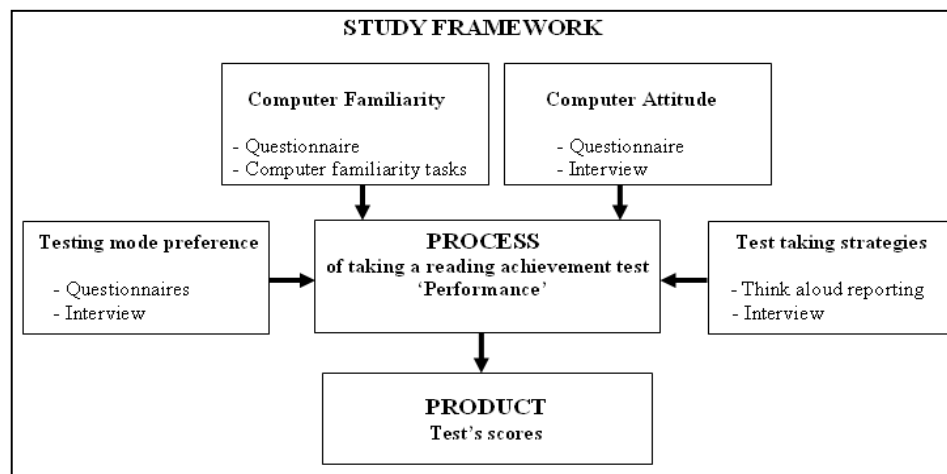 STUDY FRAMEWORK
Computer Familiarity
- Questionnaire
- Computer familiarity tasks
Computer Attitude
- Questionnaire
- Interview
Testing mode preference
- Questionnaires
- Interview
PROCESS
of taking a reading achievement test
‘Performance’
Test taking strategies
- Think aloud reporting
- Interview
PRODUCT
Test's scores